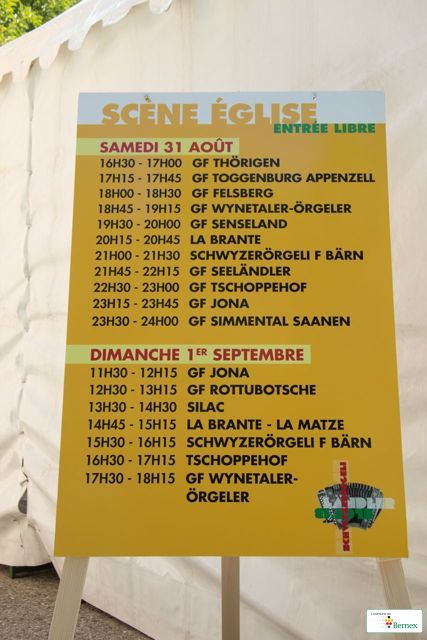 SCÈNE ÉGLISE
ENTRÉE LIBRE
SAMEDI 31 AOÛT
16H30 - 17H00 GF THÖRIGEN
17H15 - 17H45 GF TOGGENBURG APPENZELL
18H00 - 18H30 GF FELSBERG
18H45 - 19H15 GF WYNETALER-ÖRGELER
19H30 - 20H00 GF SENSELAND
20H15 - 20H45 LA BRANTE
21H00 - 21H30 SCHWYZERÖRGELI F BÄRN
21H45 - 22H15 GF SEELÄNDLER
22H30 - 23H00 GF TSCHOPPEHOF
23H15 - 23H45 GF JONA
23H30 - 24H00 GF SIMMENTAL SAANEN
DIMANCHE 1ER SEPTEMBRE
11H30 - 12H15 GF JONA
12H30 - 13H15 GF ROTTUBOTSCHE
13H30 - 14H30 SILAC
14H45 - 15H15 LA BRANTE - LA MATZE
15H30 - 16H15 SCHWYZERÖRGELI F BÄRN
16H30 - 17H15 TSCHOPPEHOF
17H30 - 18H15 GF WYNETALER-
ÖRGELER
SCHWYZERÖRGELI
Commune de
Bernex